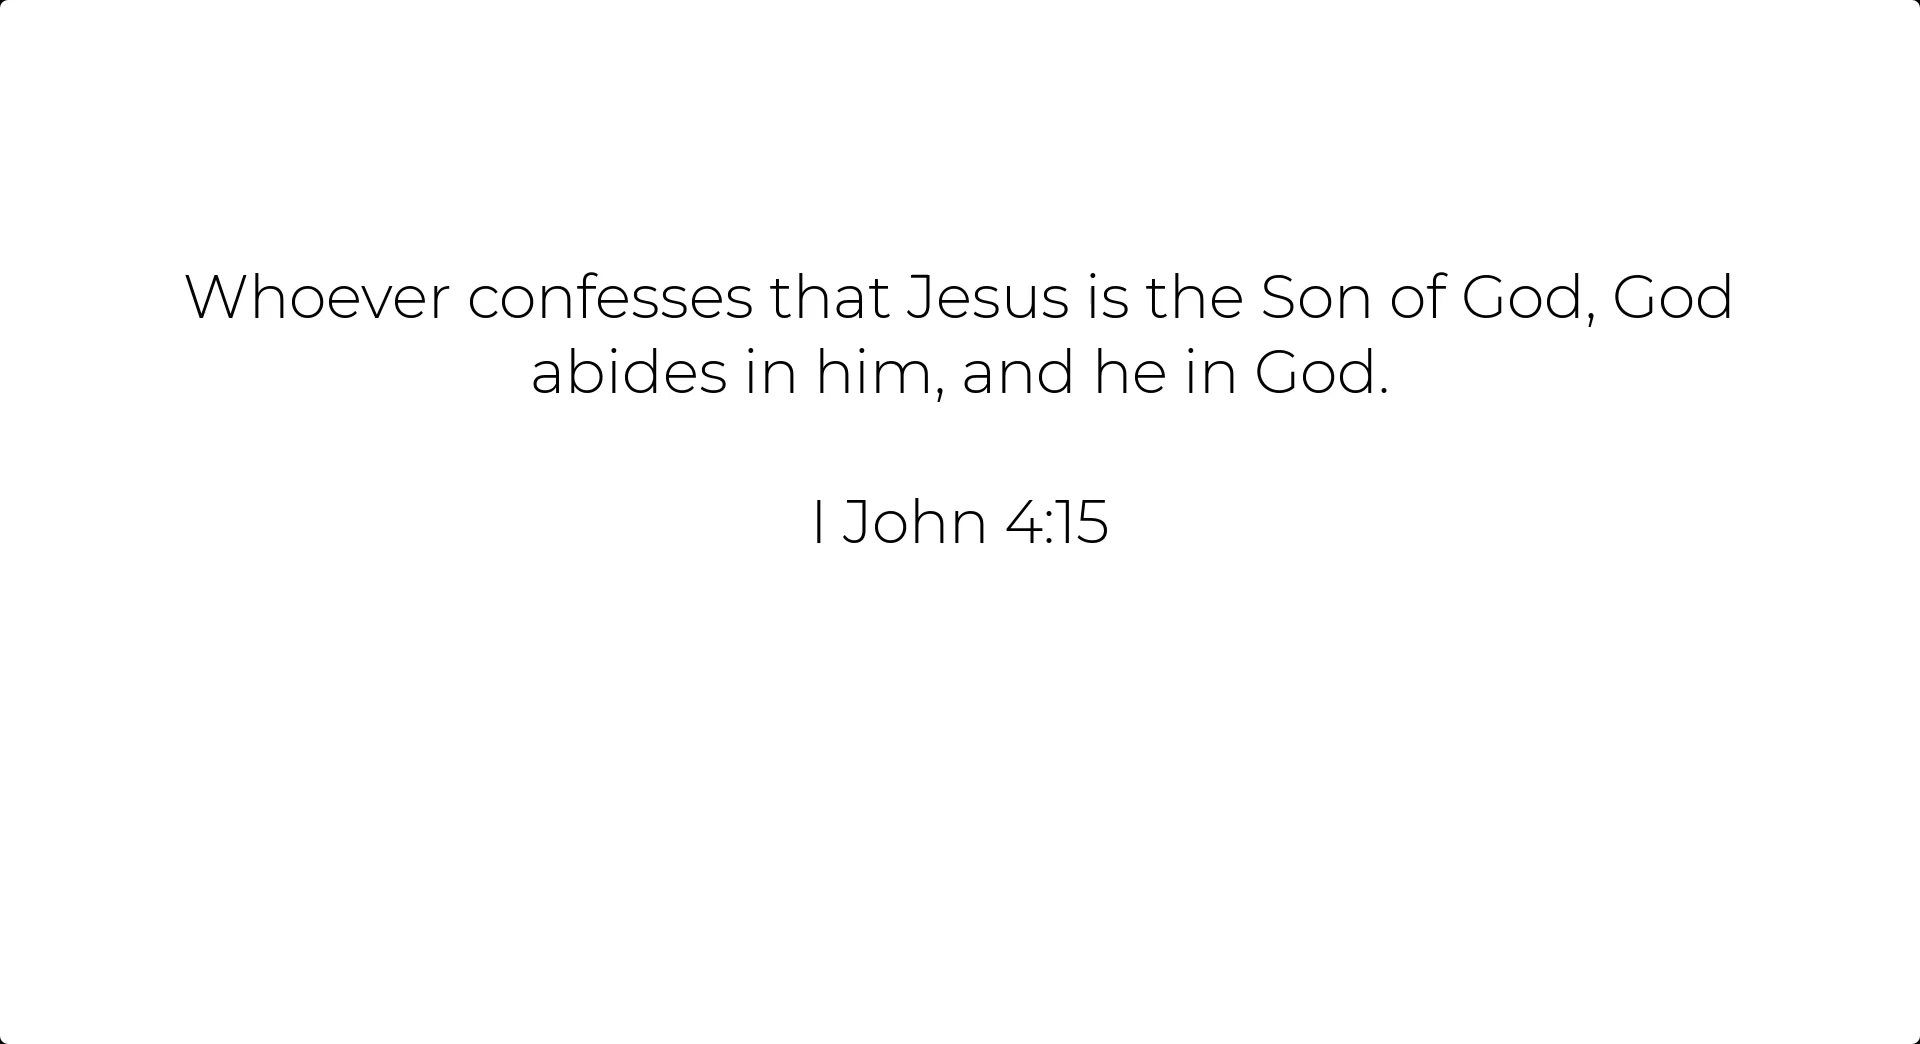 Whoever confesses that Jesus is the Son of God, God
abides in him, and he in God.
I John 4:15